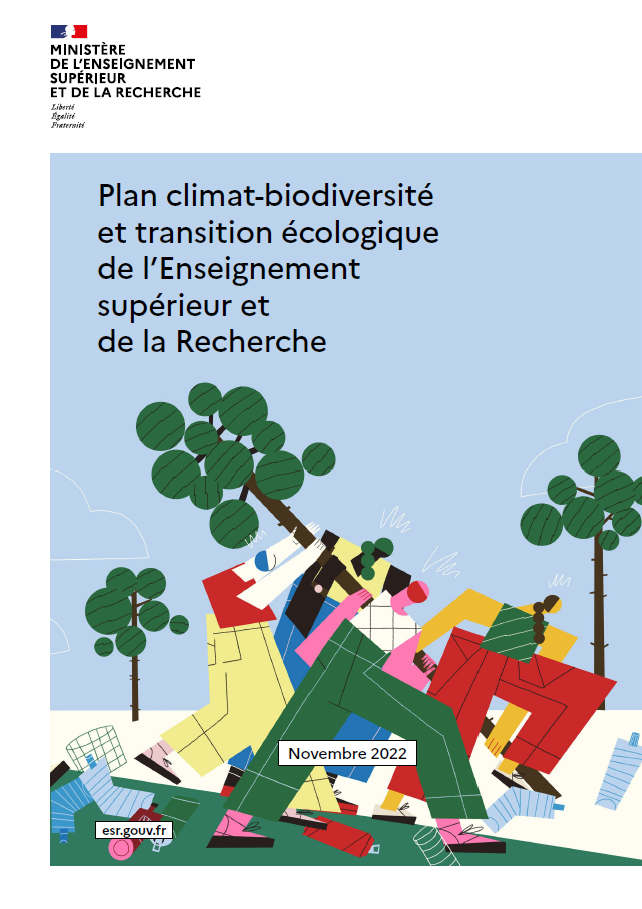 MINISTÈRE
DE L'ENSEIGNEMENT
SUPÉRIEUR
ET DE LA RECHERCHE
Liberté
Égalité
Fraternité
Plan climat-biodiversité
et transition écologique
de l'Enseignement
supérieur et
de la Recherche
Novembre 2022
esr.gouv.fr